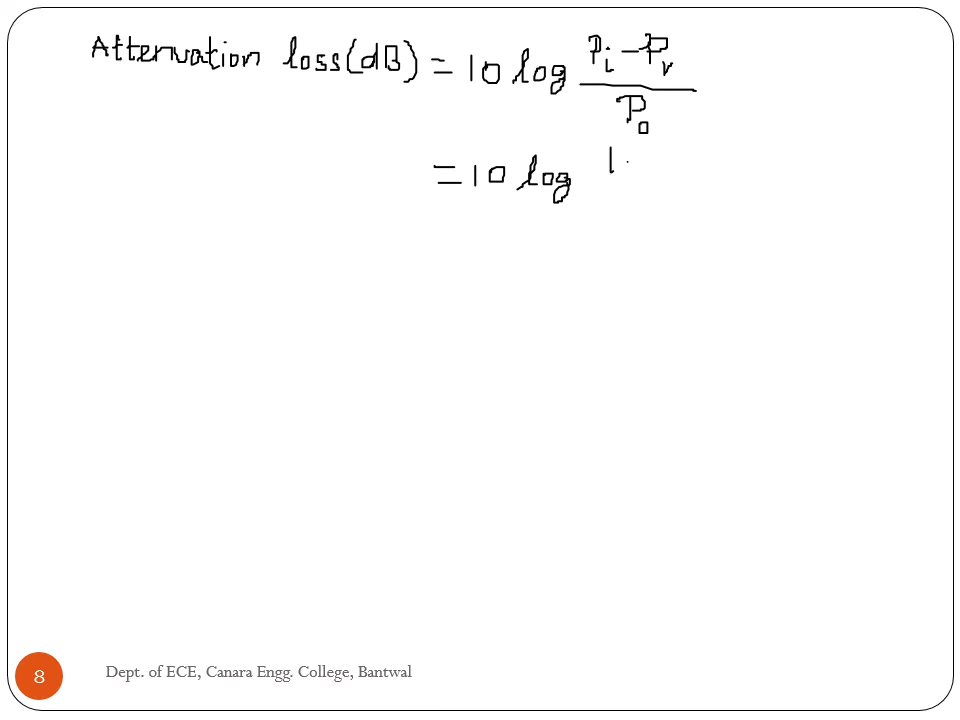 Attenuation loss(dB) = 10 log (Pi - Pr) / Po
= 10 log 1
8 Dept. of ECE, Canara Engg. College, Bantwal